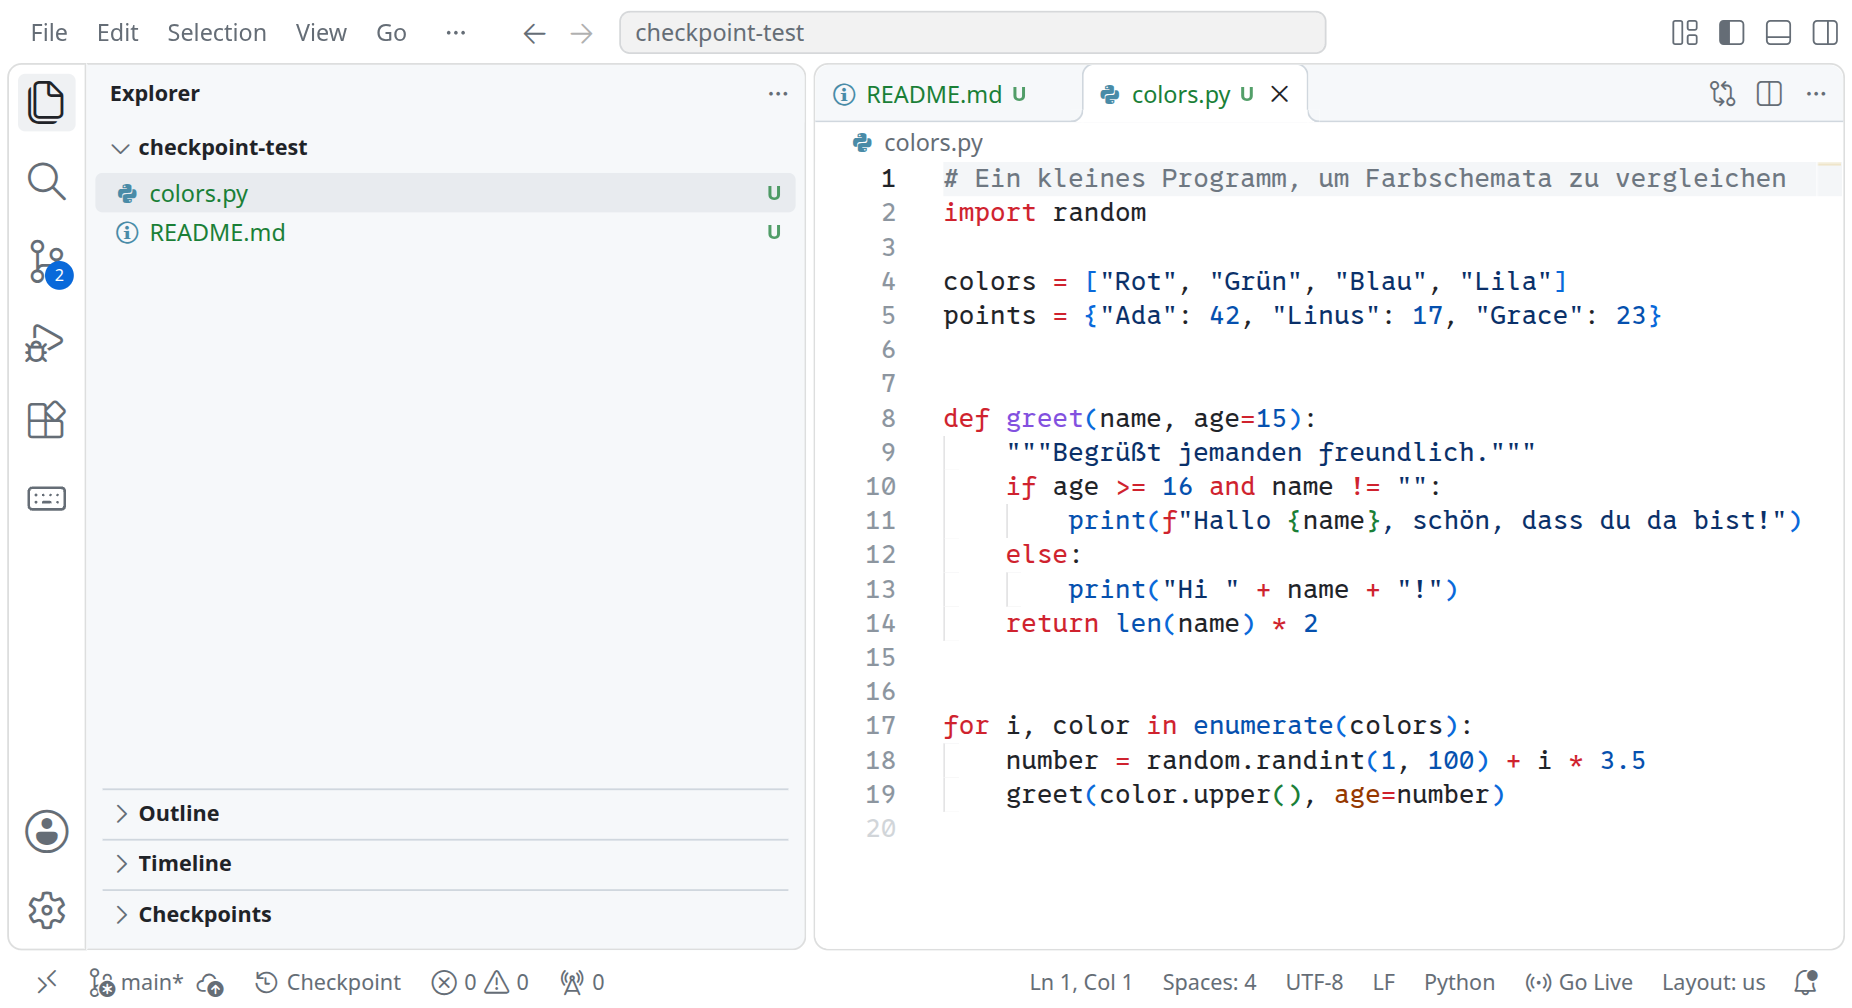 File Edit Selection View Go ··· checkpoint-test
Explorer ···
checkpoint-test
colors.py U
README.md U
2
Outline
Timeline
Checkpoints
README.md U colors.py U
colors.py
1 # Ein kleines Programm, um Farbschemata zu vergleichen
2 import random
3
4 colors = ["Rot", "Grün", "Blau", "Lila"]
5 points = {"Ada": 42, "Linus": 17, "Grace": 23}
6
7
8 def greet(name, age=15):
9     """Begrüßt jemanden freundlich."""
10     if age >= 16 and name != "":
11         print(f"Hallo {name}, schön, dass du da bist!")
12     else:
13         print("Hi " + name + "!")
14     return len(name) * 2
15
16
17 for i, color in enumerate(colors):
18     number = random.randint(1, 100) + i * 3.5
19     greet(color.upper(), age=number)
20
main* Checkpoint 0 0 0 Ln 1, Col 1 Spaces: 4 UTF-8 LF Python Go Live Layout: us